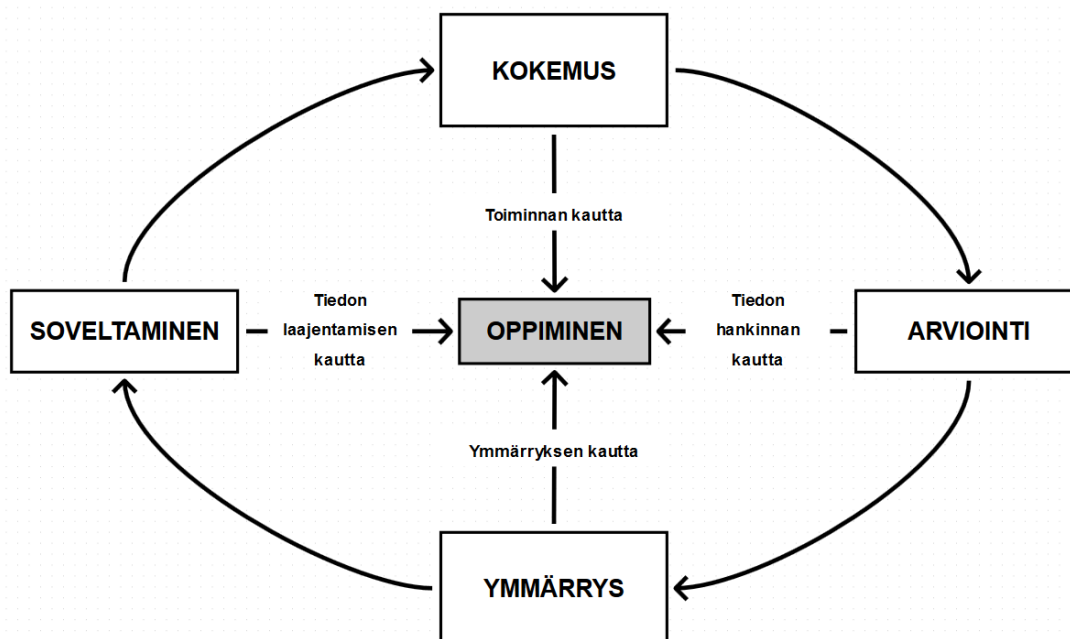 KOKEMUS
Toiminnan kautta
SOVELTAMINEN
Tiedon
laajentamisen
kautta
OPPIMINEN
Tiedon
hankinnan
kautta
ARVIOINTI
Ymmärryksen kautta
YMMÄRRYS